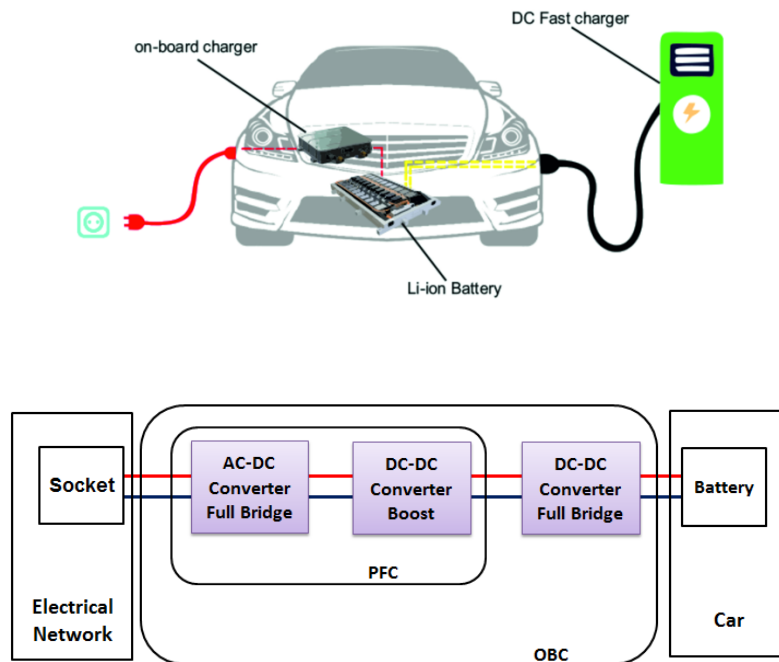 DC Fast charger
on-board charger
Li-ion Battery
Socket
AC-DC
Converter
Full Bridge
DC-DC
Converter
Boost
DC-DC
Converter
Full Bridge
Battery
PFC
Electrical
Network
Car
OBC